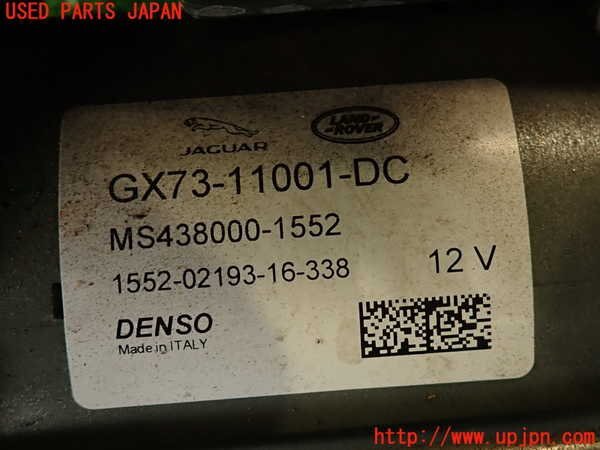 USED PARTS JAPAN
JAGUAR
LAND ROVER
GX73-11001-DC
MS438000-1552
1552-02193-16-338
12 V
DENSO
Made in ITALY
http://www.upjpn.com/